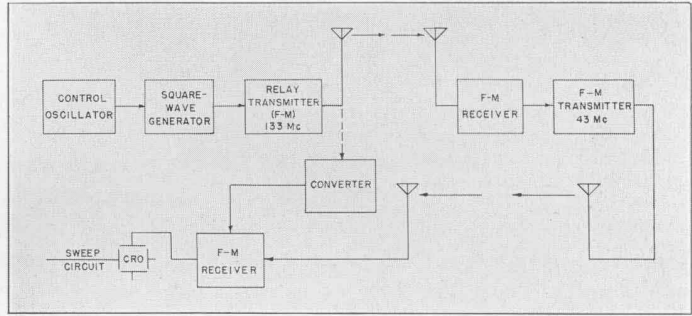 CONTROL
OSCILLATOR
SQUARE-
WAVE
GENERATOR
RELAY
TRANSMITTER
(F-M)
133 Mc
F-M
RECEIVER
F-M
TRANSMITTER
43 Mc
CONVERTER
SWEEP
CIRCUIT
CRO
F-M
RECEIVER